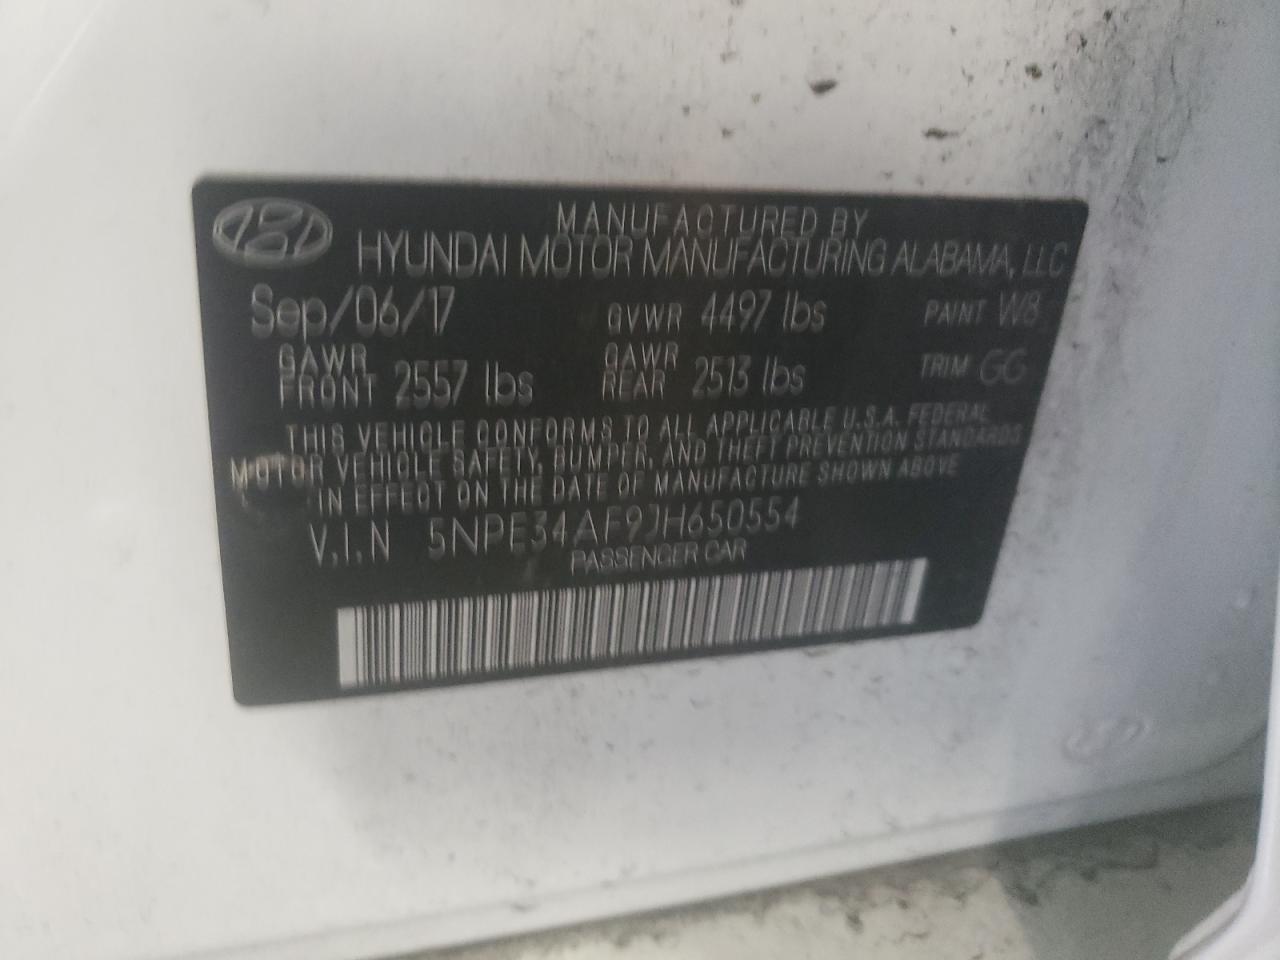 MANUFACTURED BY
HYUNDAI MOTOR MANUFACTURING ALABAMA, LLC
Sep/06/17 GVWR 4497 lbs PAINT W8
GAWR FRONT 2557 lbs GAWR REAR 2513 lbs TRIM GG
THIS VEHICLE CONFORMS TO ALL APPLICABLE U.S.A. FEDERAL
MOTOR VEHICLE SAFETY, BUMPER, AND THEFT PREVENTION STANDARDS
IN EFFECT ON THE DATE OF MANUFACTURE SHOWN ABOVE
V.I.N 5NPE34AF9JH650554
PASSENGER CAR